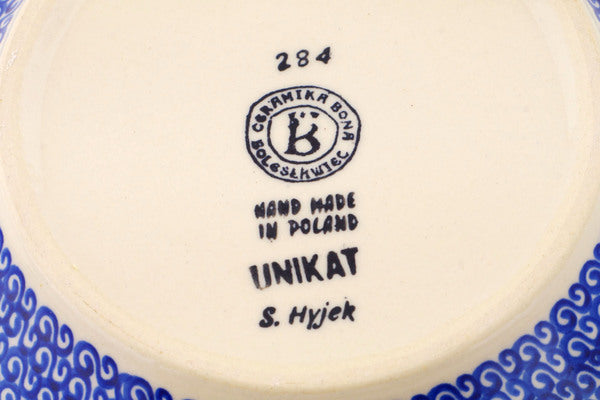 284
CERAMIKA BONA
B
BOLESŁAWIEC
HAND MADE
IN POLAND
UNIKAT
S. Hyjek